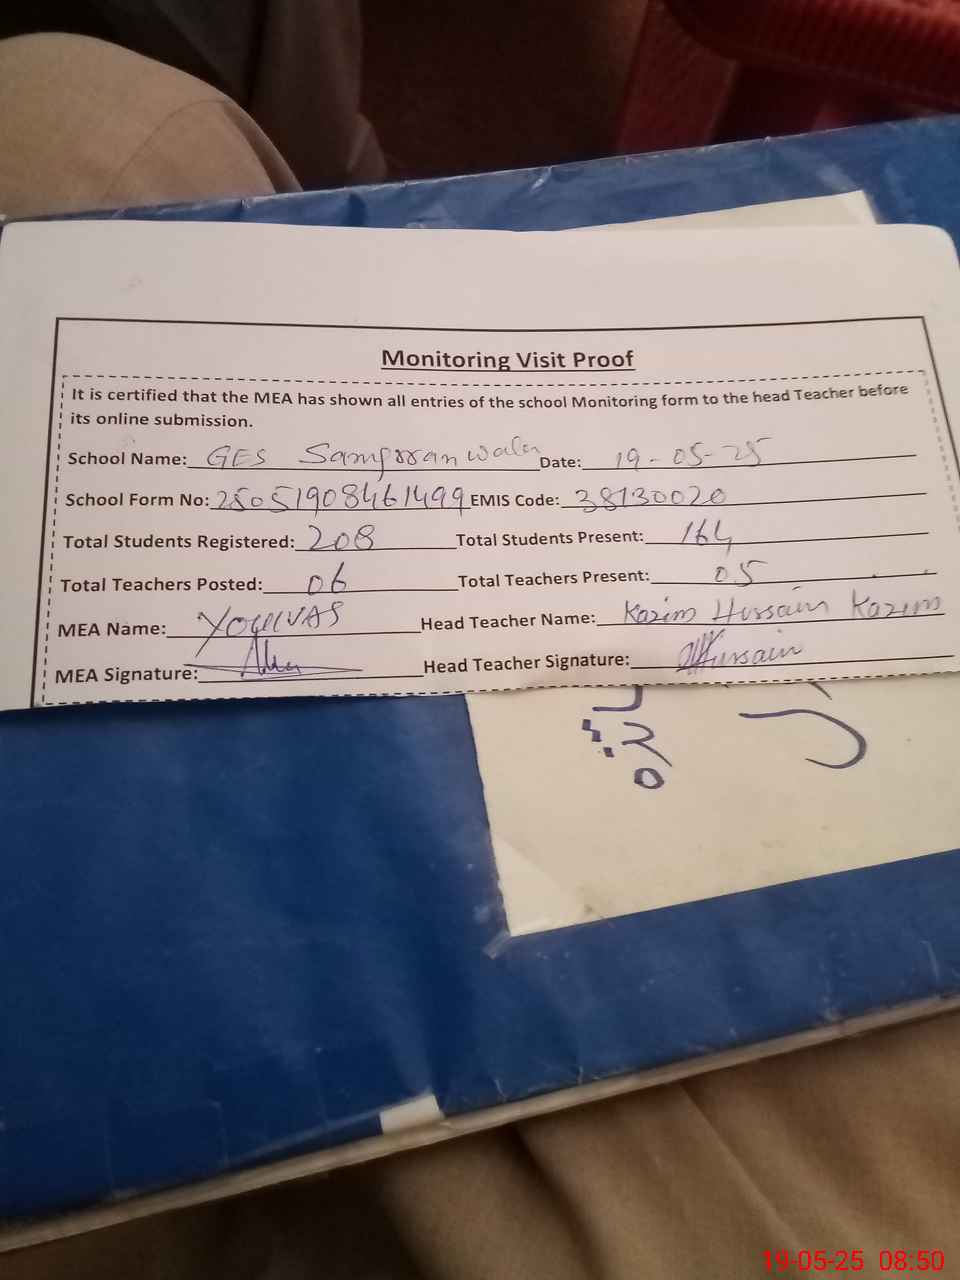 Monitoring Visit Proof
It is certified that the MEA has shown all entries of the school Monitoring form to the head Teacher before
its online submission.
School Name: GES Date: 19-05-25
School Form No: 25051908461499 EMIS Code: 38130020
Total Students Registered: 208 Total Students Present: 164
Total Teachers Posted: 06 Total Teachers Present: 05
MEA Name: Head Teacher Name: Kazim Hussain Kazim
MEA Signature: Head Teacher Signature: Hussain
19-05-25 08:50